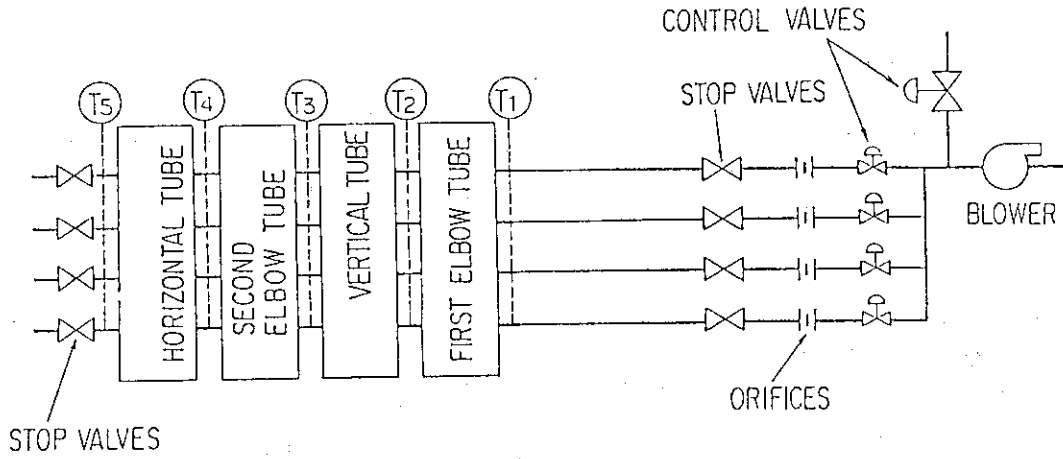 CONTROL VALVES
STOP VALVES
T5
T4
T3
T2
T1
HORIZONTAL TUBE
SECOND
ELBOW TUBE
VERTICAL TUBE
FIRST ELBOW TUBE
BLOWER
ORIFICES
STOP VALVES